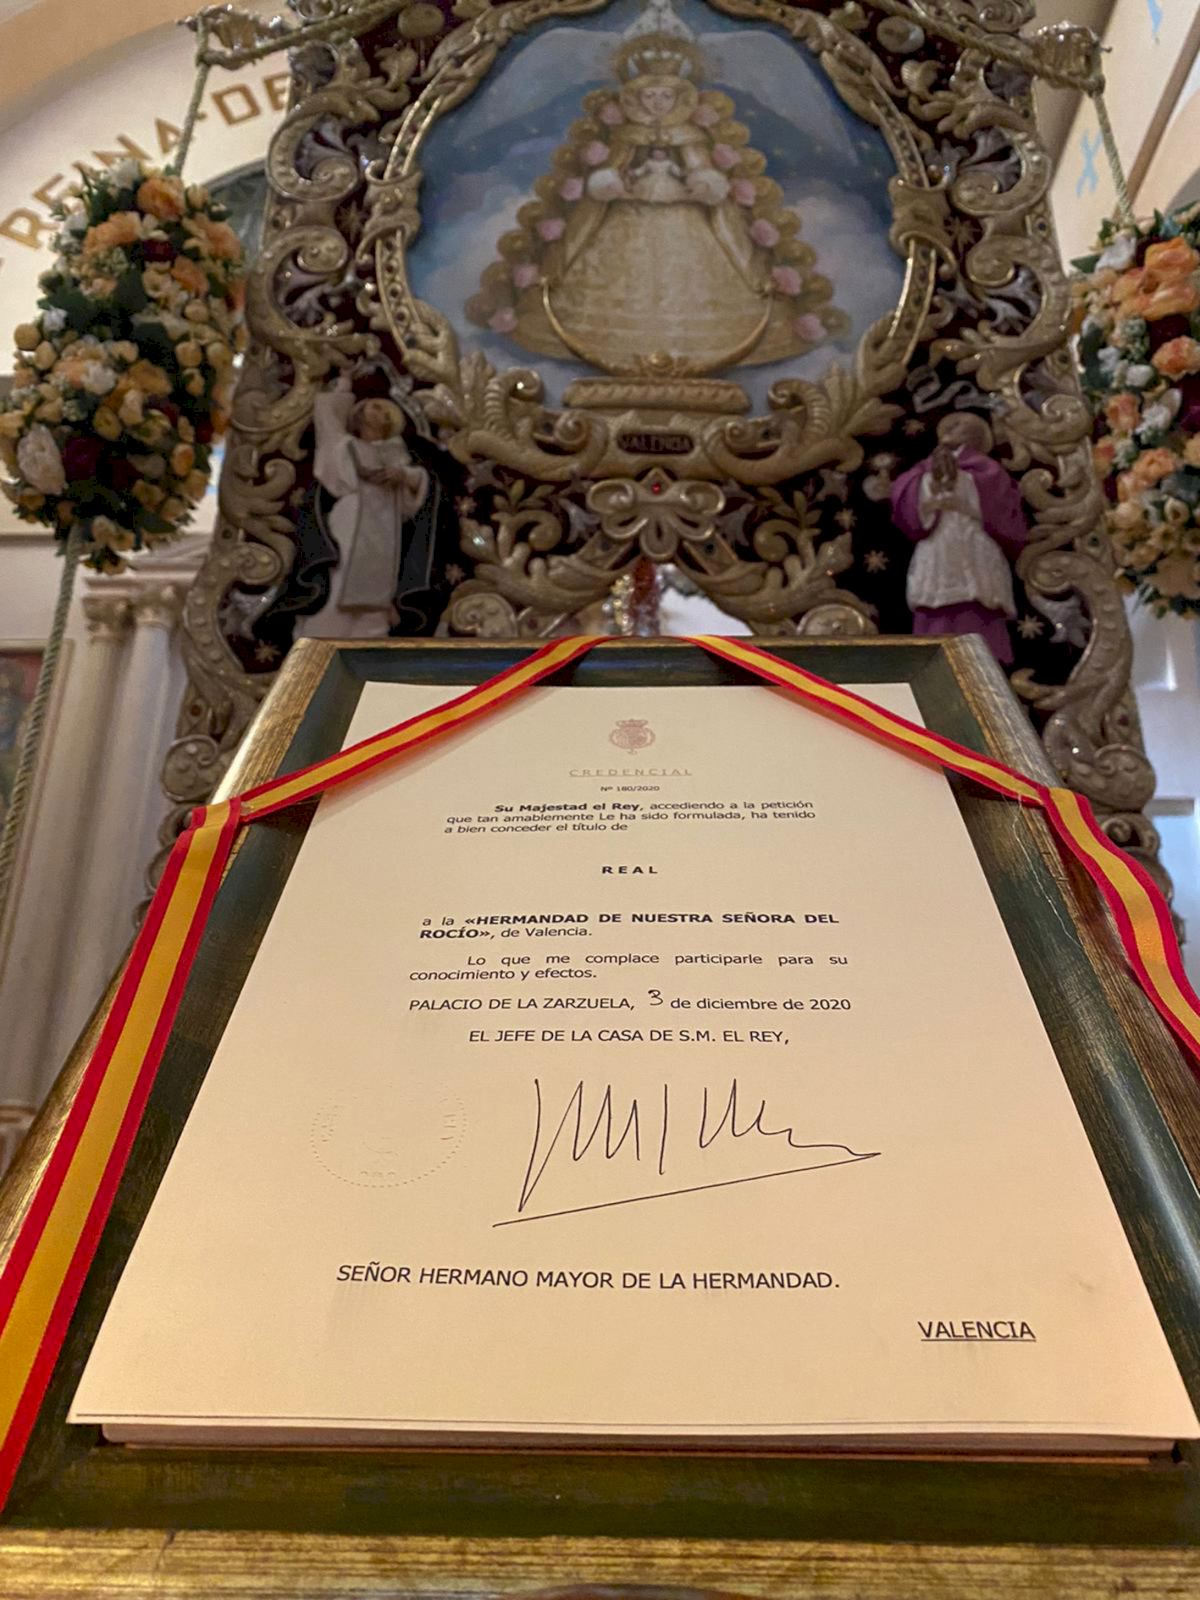 REINA DE
VALENCIA
CREDENCIAL
Nº 180/2020
Su Majestad el Rey, accediendo a la petición
que tan amablemente Le ha sido formulada, ha tenido
a bien conceder el título de
REAL
a la «HERMANDAD DE NUESTRA SEÑORA DEL
ROCÍO», de Valencia.
Lo que me complace participarle para su
conocimiento y efectos.
PALACIO DE LA ZARZUELA, 3 de diciembre de 2020
EL JEFE DE LA CASA DE S.M. EL REY,
SEÑOR HERMANO MAYOR DE LA HERMANDAD.
VALENCIA